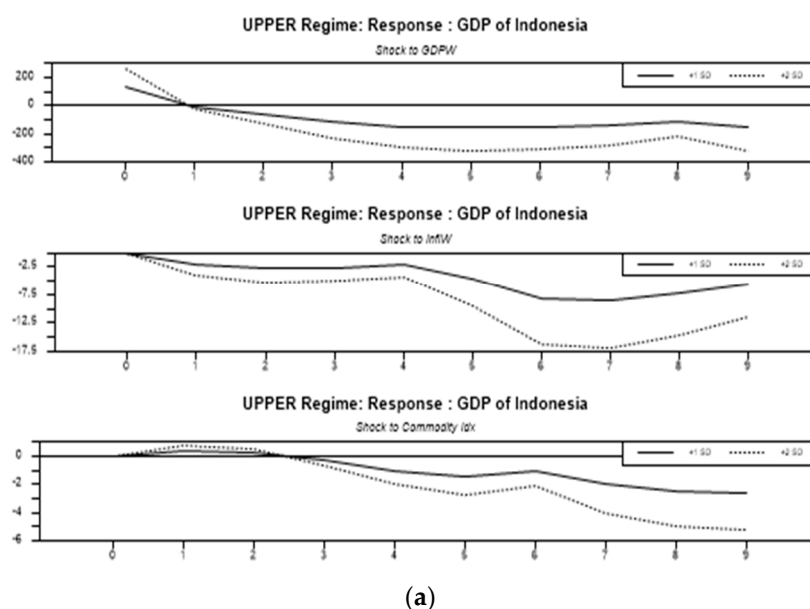 UPPER Regime: Response : GDP of Indonesia
Shock to GDPW
+1 SD +2 SD
200
0
-200
-400
0 1 2 3 4 5 6 7 8 9
UPPER Regime: Response : GDP of Indonesia
Shock to InflW
+1 SD +2 SD
-2.5
-7.5
-12.5
-17.5
0 1 2 3 4 5 6 7 8 9
UPPER Regime: Response : GDP of Indonesia
Shock to Commodity Idx
+1 SD +2 SD
0
-2
-4
-6
0 1 2 3 4 5 6 7 8 9
(a)